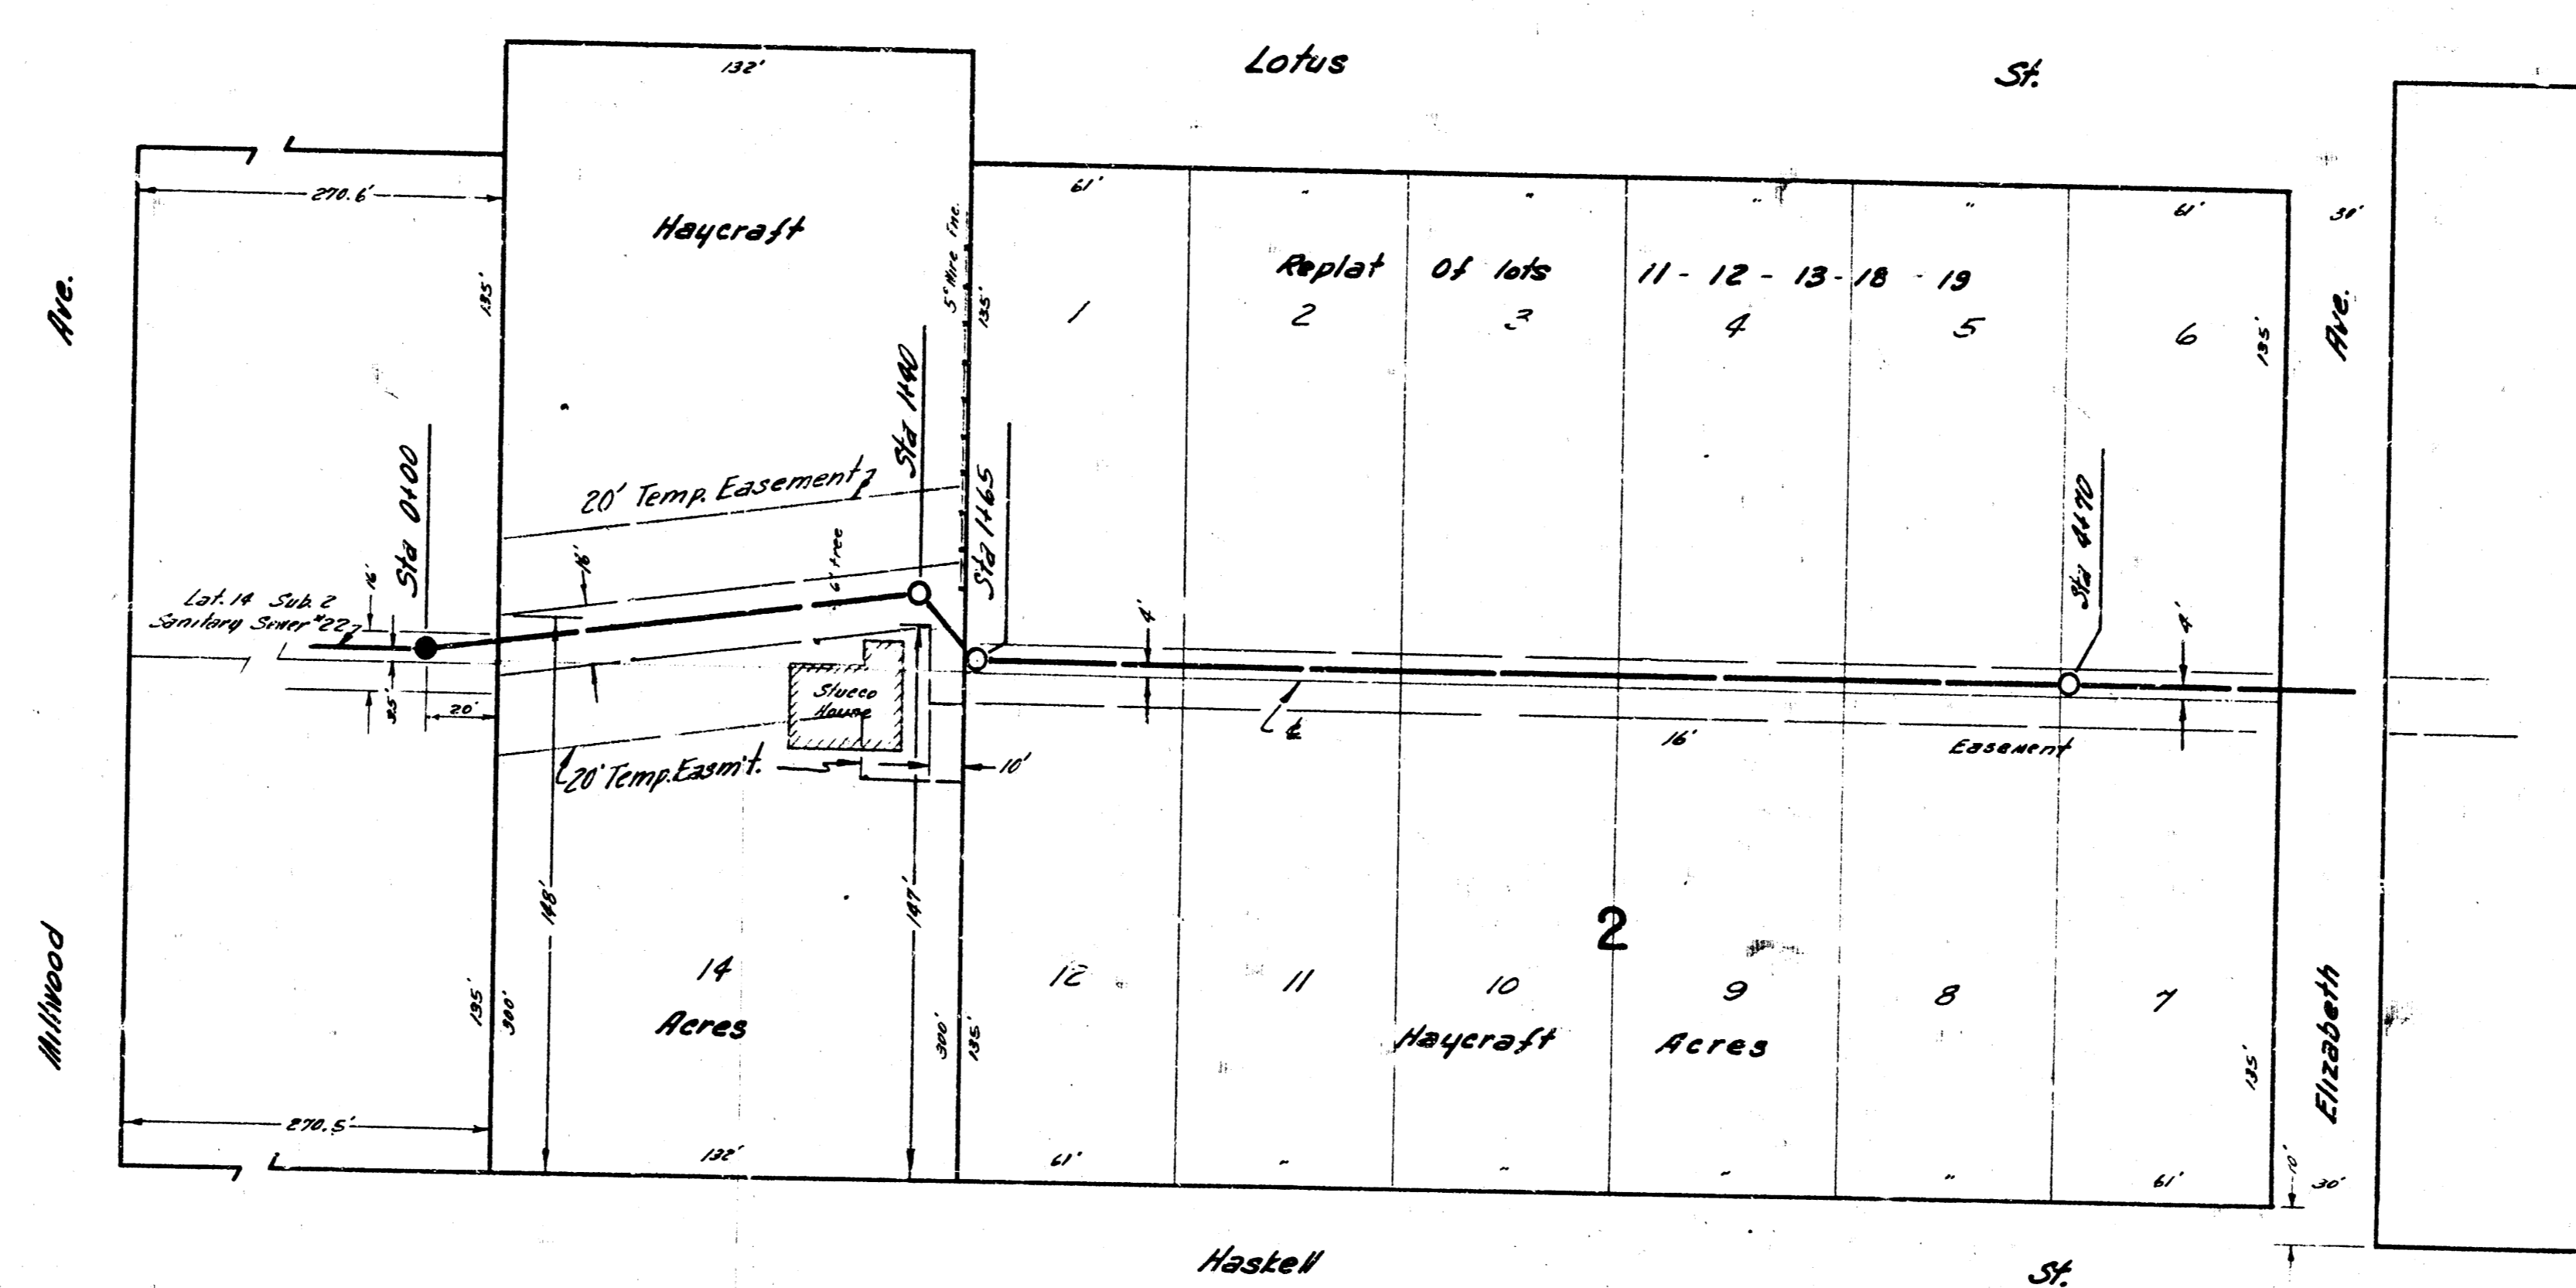 Lotus St.
132'
270.6'
Haycraft
5" Wire Fne.
61' " " " " 61'
30'
Replat Of lots 11 - 12 - 13 - 18 - 19
1 2 3 4 5 6
135'
135'
135'
Ave.
Ave.
Sta 0+00
Sta 1+40
Sta 1+65
Sta 4+70
20' Temp. Easement
16'
6" tree
16'
Lat. 14 Sub. 2
Sanitary Sewer #22
3.5'
20'
Stucco
House
20' Temp. Easm't.
10'
4'
4'
℄
16' Easement
148'
147'
2
14
Acres
12 11 10 9 8 7
Haycraft Acres
135'
300'
300'
135'
135'
Millwood
Elizabeth
270.5'
132'
61' " " " " 61'
10'
30'
Haskell St.